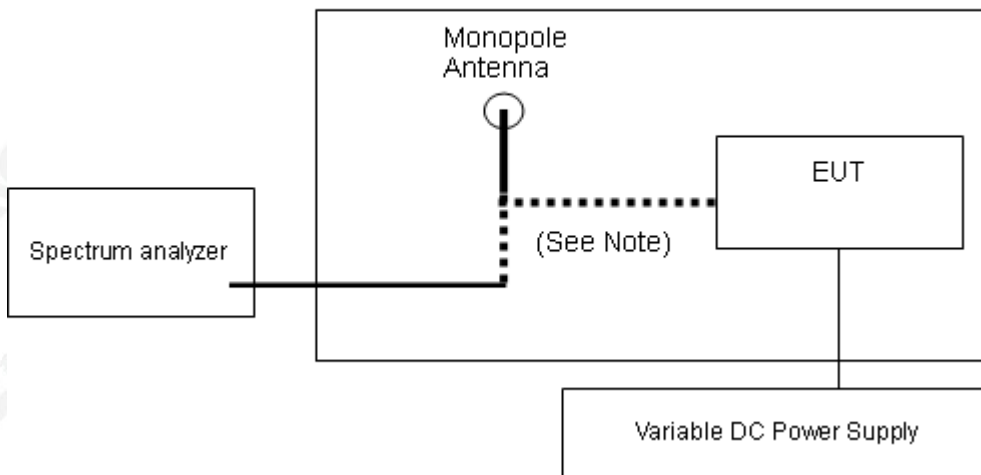 Monopole
Antenna
EUT
(See Note)
Spectrum analyzer
Variable DC Power Supply